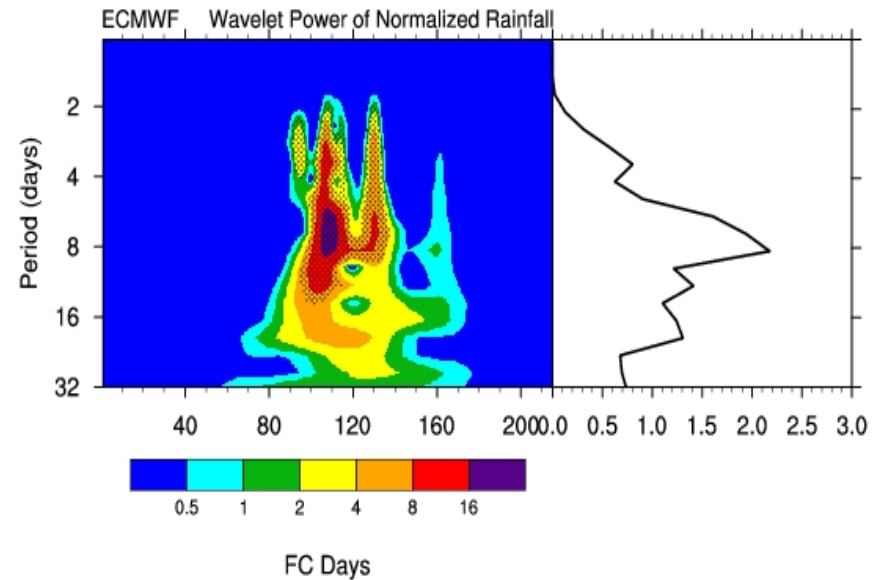 ECMWF Wavelet Power of Normalized Rainfall
Period (days)
2
4
8
16
32
40 80 120 160 200 0.0 0.5 1.0 1.5 2.0 2.5 3.0
0.5 1 2 4 8 16
FC Days